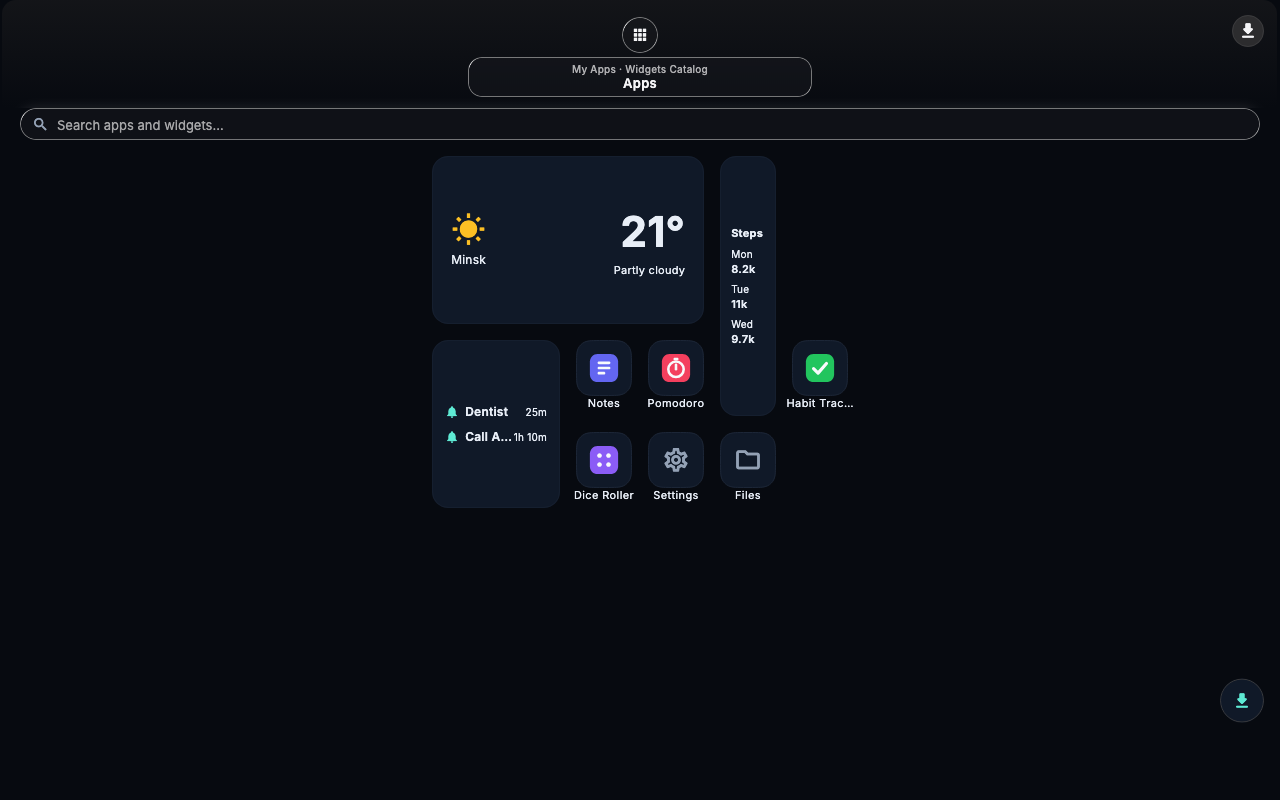 My Apps · Widgets Catalog
Apps
Search apps and widgets...
Minsk
21°
Partly cloudy
Steps
Mon
8.2k
Tue
11k
Wed
9.7k
Dentist 25m
Call A... 1h 10m
Notes
Pomodoro
Habit Trac...
Dice Roller
Settings
Files